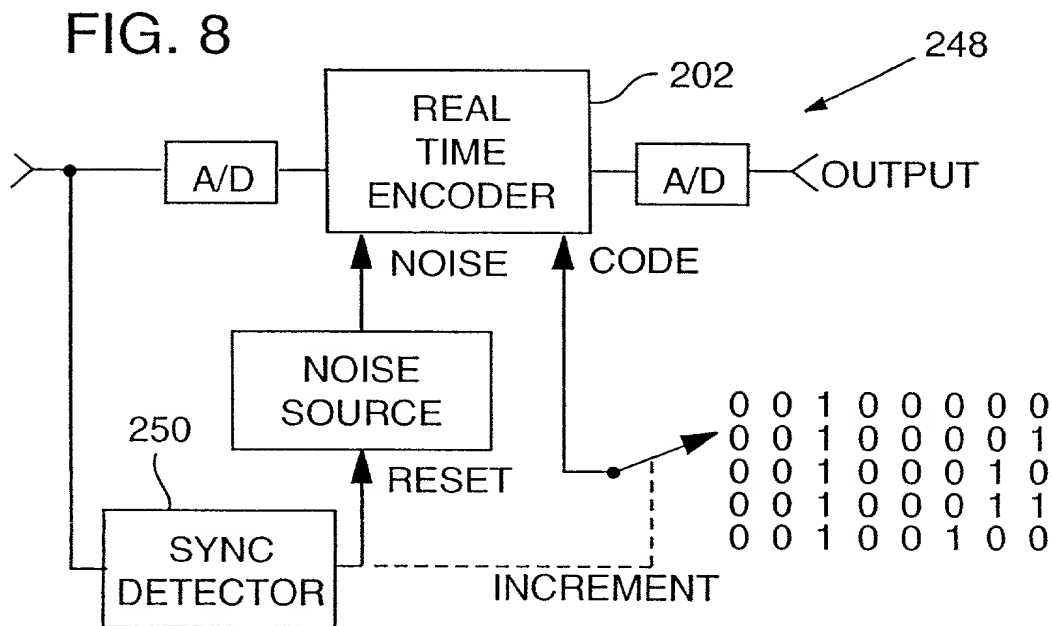 FIG. 8
248
202
REAL
TIME
ENCODER
A/D
A/D
OUTPUT
NOISE
CODE
NOISE
SOURCE
250
RESET
SYNC
DETECTOR
INCREMENT
0 0 1 0 0 0 0 0
0 0 1 0 0 0 0 1
0 0 1 0 0 0 1 0
0 0 1 0 0 0 1 1
0 0 1 0 0 1 0 0